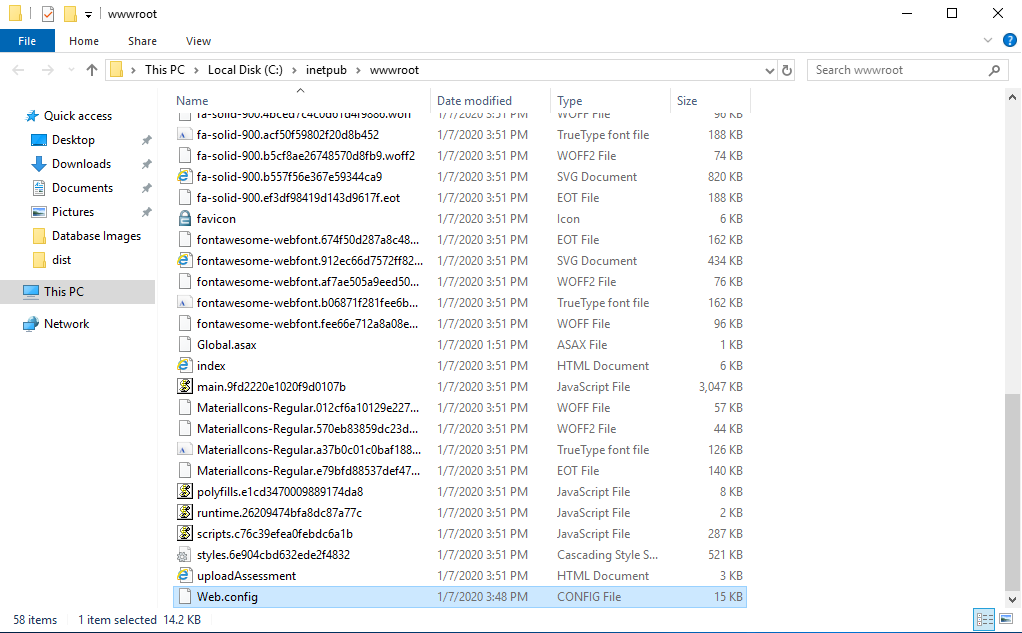 wwwroot
File Home Share View
This PC Local Disk (C:) inetpub wwwroot Search wwwroot
Name Date modified Type Size
Quick access
Desktop
Downloads
Documents
Pictures
Database Images
dist
This PC
Network
1/7/2020 3:51 PM WOFF File 96 KB
fa-solid-900.acf50f59802f20d8b452 1/7/2020 3:51 PM TrueType font file 188 KB
fa-solid-900.b5cf8ae26748570d8fb9.woff2 1/7/2020 3:51 PM WOFF2 File 74 KB
fa-solid-900.b557f56e367e59344ca9 1/7/2020 3:51 PM SVG Document 820 KB
fa-solid-900.ef3df98419d143d9617f.eot 1/7/2020 3:51 PM EOT File 188 KB
favicon 1/7/2020 3:51 PM Icon 6 KB
fontawesome-webfont.674f50d287a8c48... 1/7/2020 3:51 PM EOT File 162 KB
fontawesome-webfont.912ec66d7572ff82... 1/7/2020 3:51 PM SVG Document 434 KB
fontawesome-webfont.af7ae505a9eed50... 1/7/2020 3:51 PM WOFF2 File 76 KB
fontawesome-webfont.b06871f281fee6b... 1/7/2020 3:51 PM TrueType font file 162 KB
fontawesome-webfont.fee66e712a8a08e... 1/7/2020 3:51 PM WOFF File 96 KB
Global.asax 1/7/2020 1:51 PM ASAX File 1 KB
index 1/7/2020 3:51 PM HTML Document 6 KB
main.9fd2220e1020f9d0107b 1/7/2020 3:51 PM JavaScript File 3,047 KB
MaterialIcons-Regular.012cf6a10129e227... 1/7/2020 3:51 PM WOFF File 57 KB
MaterialIcons-Regular.570eb83859dc23d... 1/7/2020 3:51 PM WOFF2 File 44 KB
MaterialIcons-Regular.a37b0c01c0baf188... 1/7/2020 3:51 PM TrueType font file 126 KB
MaterialIcons-Regular.e79bfd88537def47... 1/7/2020 3:51 PM EOT File 140 KB
polyfills.e1cd3470009889174da8 1/7/2020 3:51 PM JavaScript File 8 KB
runtime.26209474bfa8dc87a77c 1/7/2020 3:51 PM JavaScript File 2 KB
scripts.c76c39efea0febdc6a1b 1/7/2020 3:51 PM JavaScript File 287 KB
styles.6e904cbd632ede2f4832 1/7/2020 3:51 PM Cascading Style S... 521 KB
uploadAssessment 1/7/2020 3:51 PM HTML Document 3 KB
Web.config 1/7/2020 3:48 PM CONFIG File 15 KB
58 items 1 item selected 14.2 KB